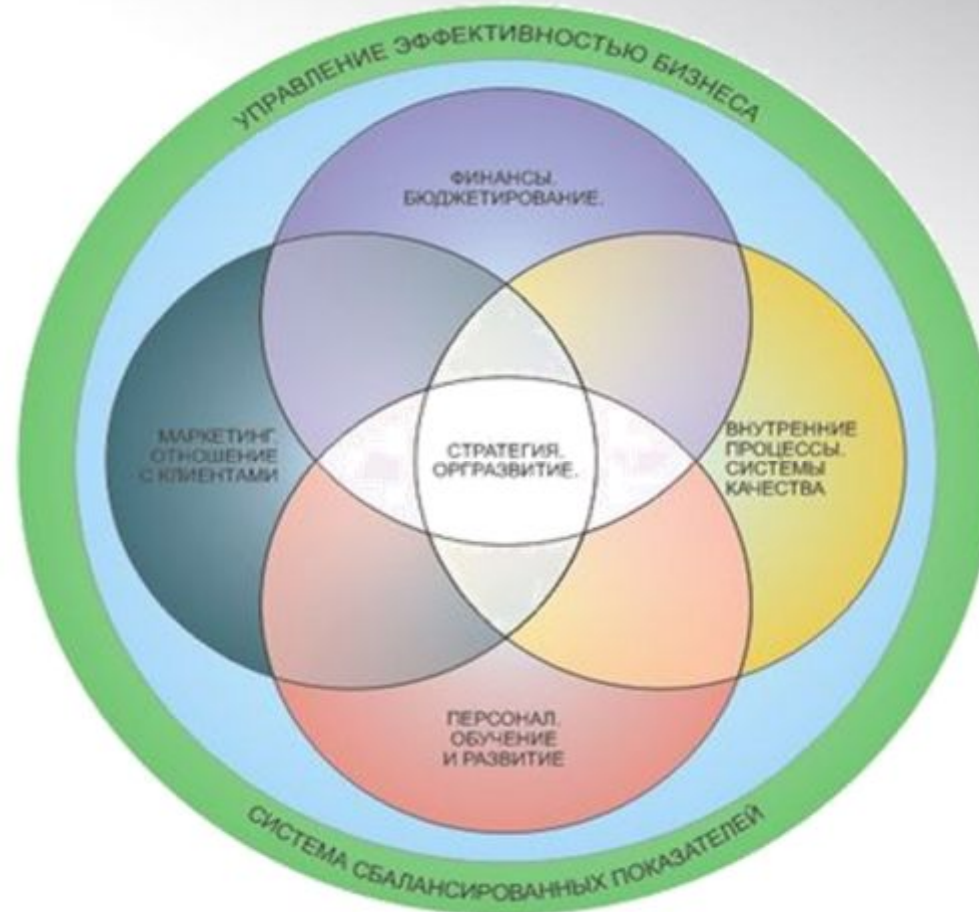 УПРАВЛЕНИЕ ЭФФЕКТИВНОСТЬЮ БИЗНЕСА
ФИНАНСЫ.
БЮДЖЕТИРОВАНИЕ.
МАРКЕТИНГ.
ОТНОШЕНИЕ
С КЛИЕНТАМИ
СТРАТЕГИЯ.
ОРГРАЗВИТИЕ.
ВНУТРЕННИЕ
ПРОЦЕССЫ.
СИСТЕМЫ
КАЧЕСТВА
ПЕРСОНАЛ.
ОБУЧЕНИЕ
И РАЗВИТИЕ
СИСТЕМА СБАЛАНСИРОВАННЫХ ПОКАЗАТЕЛЕЙ